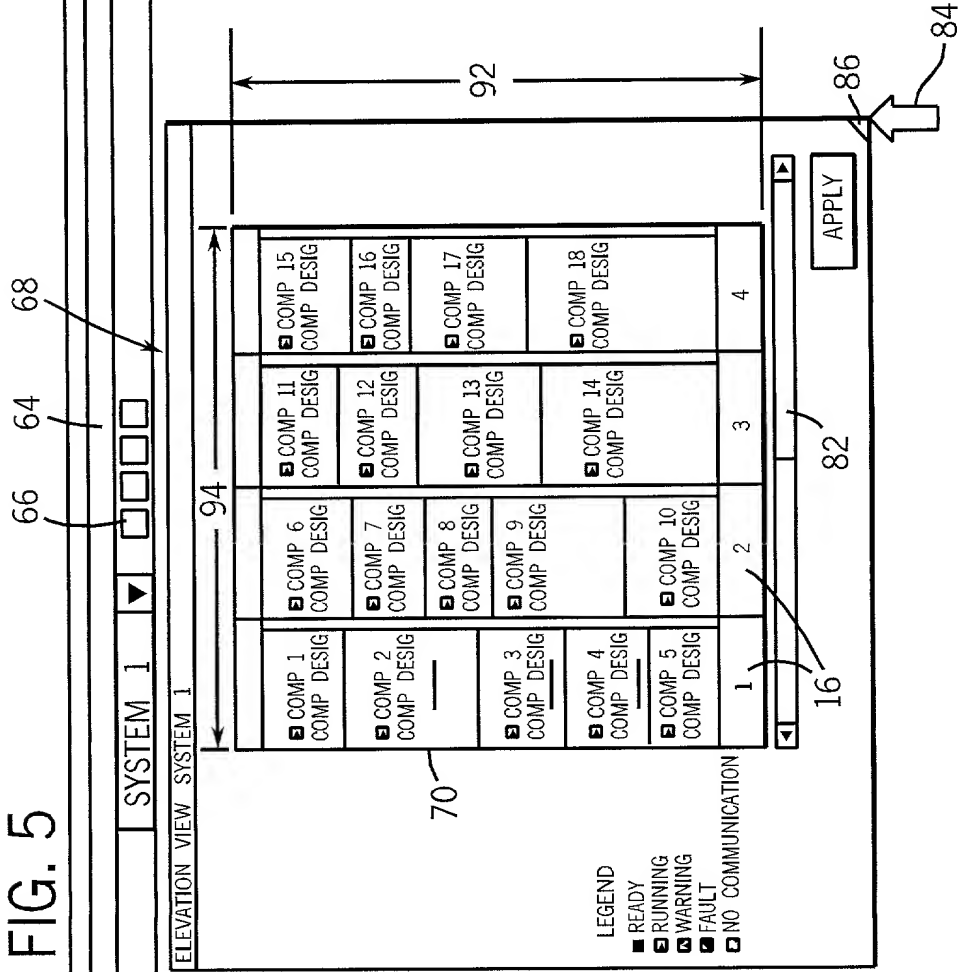 FIG. 5
66
64
68
SYSTEM 1 ▼
ELEVATION VIEW SYSTEM 1
94
92
COMP 1
COMP DESIG
COMP 2
COMP DESIG
COMP 3
COMP DESIG
COMP 4
COMP DESIG
COMP 5
COMP DESIG
1
COMP 6
COMP DESIG
COMP 7
COMP DESIG
COMP 8
COMP DESIG
COMP 9
COMP DESIG
COMP 10
COMP DESIG
2
COMP 11
COMP DESIG
COMP 12
COMP DESIG
COMP 13
COMP DESIG
COMP 14
COMP DESIG
3
COMP 15
COMP DESIG
COMP 16
COMP DESIG
COMP 17
COMP DESIG
COMP 18
COMP DESIG
4
70
LEGEND
READY
RUNNING
WARNING
FAULT
NO COMMUNICATION
16
82
APPLY
86
84